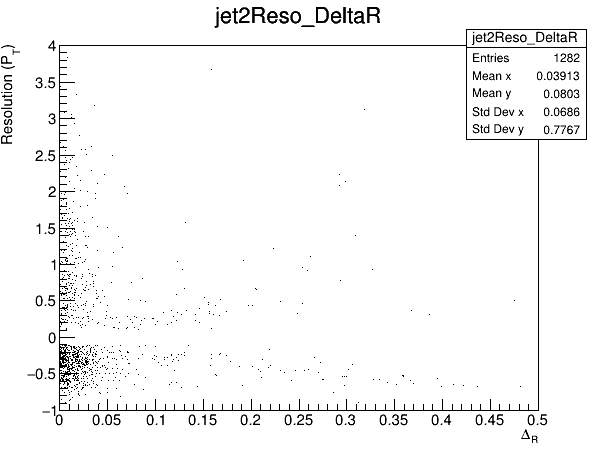 jet2Reso_DeltaR
jet2Reso_DeltaR
Entries 1282
Mean x 0.03913
Mean y 0.0803
Std Dev x 0.0686
Std Dev y 0.7767
Resolution (P_T)
4
3.5
3
2.5
2
1.5
1
0.5
0
−0.5
−1
0 0.05 0.1 0.15 0.2 0.25 0.3 0.35 0.4 0.45 0.5
Δ_R